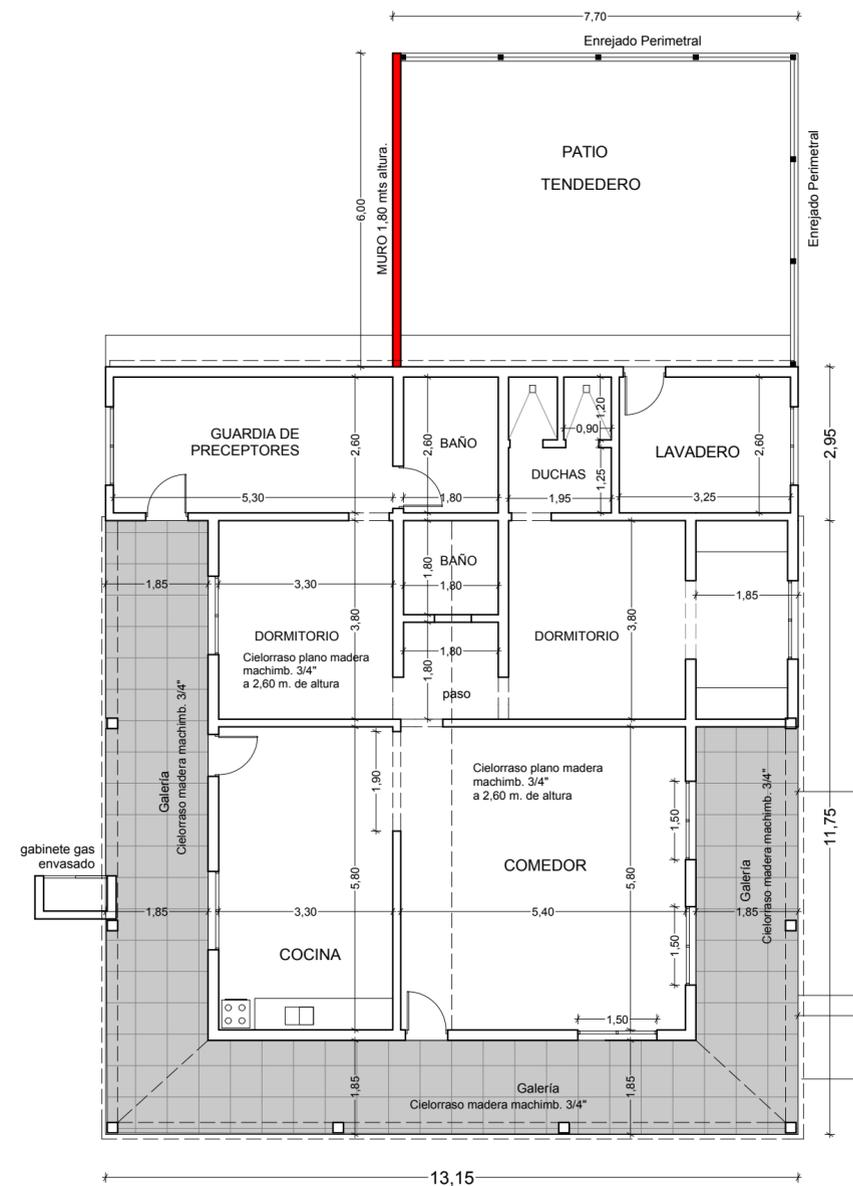 7,70
Enrejado Perimetral
PATIO
TENDEDERO
Enrejado Perimetral
6,00
MURO 1,80 mts altura.
GUARDIA DE
PRECEPTORES
2,60
5,30
2,60
BAÑO
1,80
DUCHAS
0,90
1,20
1,25
1,95
LAVADERO
2,60
3,25
2,95
1,85
3,30
3,80
DORMITORIO
Cielorraso plano madera
machimb. 3/4"
a 2,60 m. de altura
BAÑO
1,80
1,80
1,80
1,80
paso
DORMITORIO
3,80
1,85
Galería
Cielorraso madera machimb. 3/4"
1,90
Cielorraso plano madera
machimb. 3/4"
a 2,60 m. de altura
1,50
Galería
Cielorraso madera machimb. 3/4"
11,75
gabinete gas
envasado
COMEDOR
5,80
5,80
1,85
3,30
5,40
1,85
1,50
COCINA
1,50
1,85
1,85
Galería
Cielorraso madera machimb. 3/4"
13,15